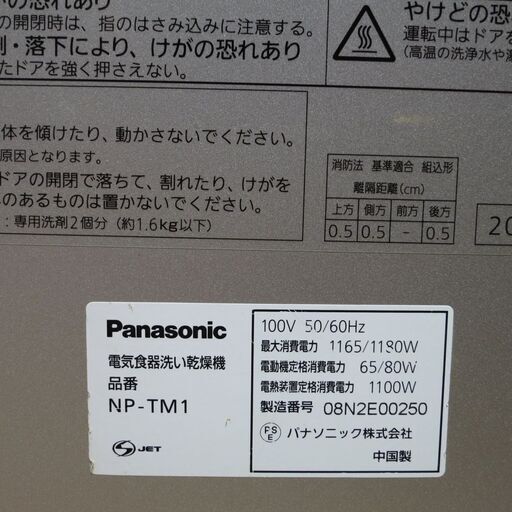 の開閉時は、指のはさみ込みに注意する。
割・落下により、けがの恐れあり
たドアを強く押さえない。
やけどの恐
運転中はドアを
(高温の洗浄水や
体を傾けたり、動かさないでください。
原因となります。
ドアの開閉で落ちて、割れたり、けがを
のあるものは置かないでください。
:専用洗剤2個分(約1.6kg以下)
消防法 基準適合 組込形
離隔距離(cm)
上方 側方 前方 後方
0.5 0.5 - 0.5
20
Panasonic
電気食器洗い乾燥機
品番
NP-TM1
S JET
100V 50/60Hz
最大消費電力 1165/1180W
電動機定格消費電力 65/80W
電熱装置定格消費電力 1100W
製造番号 08N2E00250
PSE パナソニック株式会社
中国製